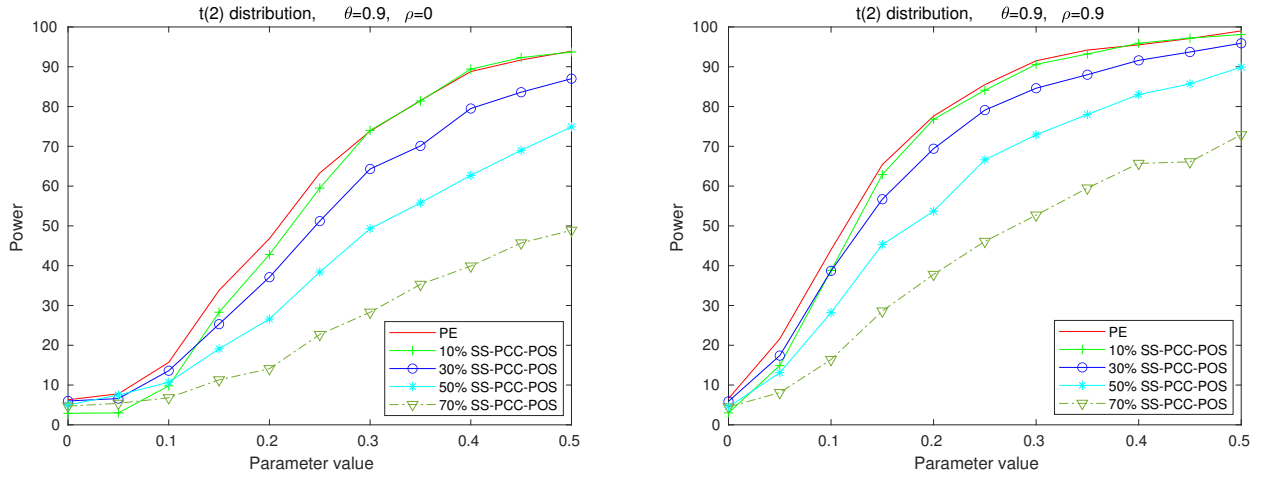 t(2) distribution, θ=0.9, ρ=0
100
90
80
70
60
50
40
30
20
10
0
Power
0 0.1 0.2 0.3 0.4 0.5
Parameter value
PE
10% SS-PCC-POS
30% SS-PCC-POS
50% SS-PCC-POS
70% SS-PCC-POS
t(2) distribution, θ=0.9, ρ=0.9
100
90
80
70
60
50
40
30
20
10
0
Power
0 0.1 0.2 0.3 0.4 0.5
Parameter value
PE
10% SS-PCC-POS
30% SS-PCC-POS
50% SS-PCC-POS
70% SS-PCC-POS